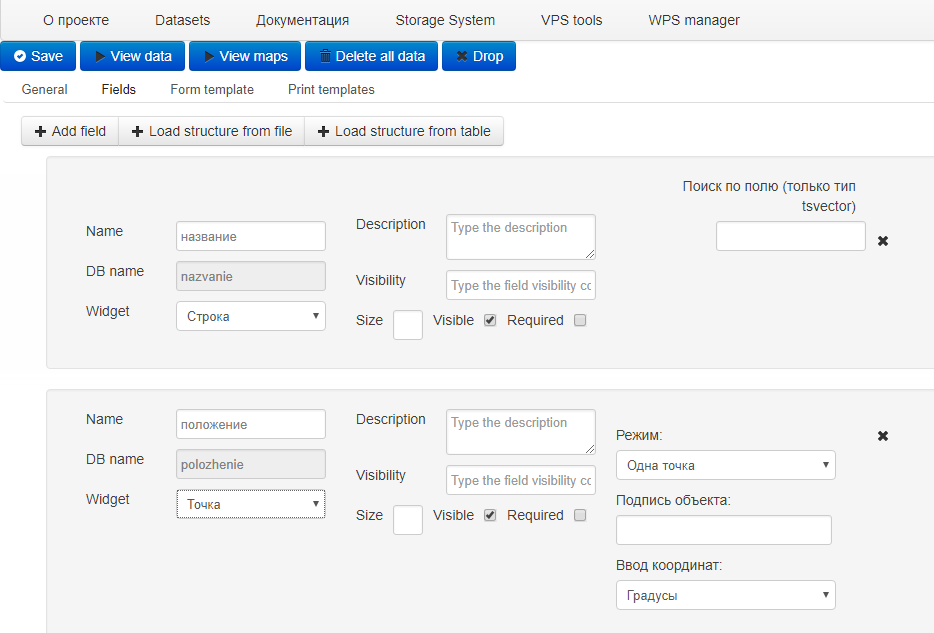 О проекте Datasets Документация Storage System VPS tools WPS manager
Save View data View maps Delete all data Drop
General Fields Form template Print templates
Add field Load structure from file Load structure from table
Поиск по полю (только тип
tsvector)
Name название Description Type the description
DB name nazvanie Visibility Type the field visibility cc
Widget Строка Size Visible Required
Name положение Description Type the description
Режим:
DB name polozhenie Visibility Type the field visibility cc Одна точка
Widget Точка Size Visible Required Подпись объекта:
Ввод координат:
Градусы